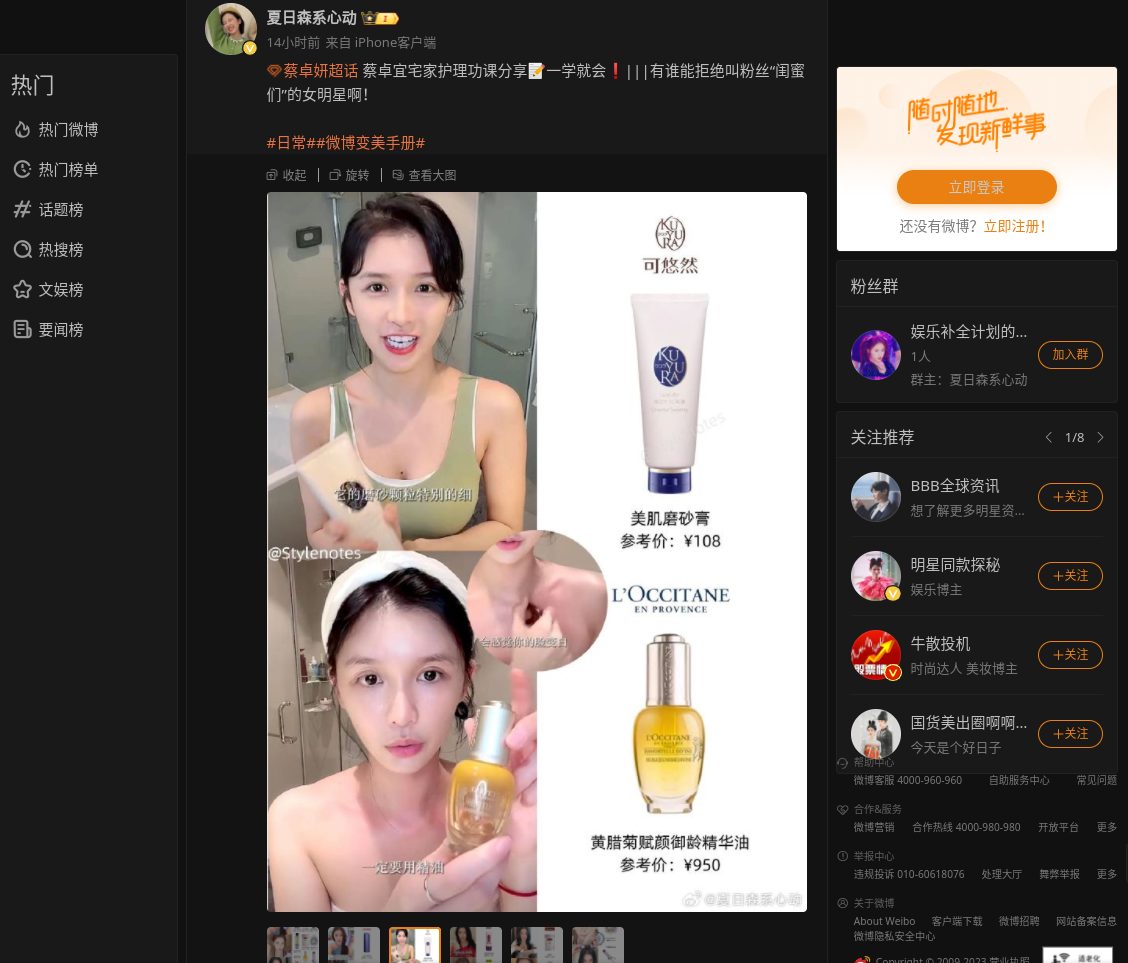 热门
热门微博
热门榜单
话题榜
热搜榜
文娱榜
要闻榜
夏日森系心动
14小时前 来自 iPhone客户端
蔡卓妍超话 蔡卓宜宅家护理功课分享📝一学就会❗|||有谁能拒绝叫粉丝“闺蜜
们”的女明星啊！
#日常##微博变美手册#
收起 旋转 查看大图
KU
YU
RA
可悠然
KU
YU
RA
它的磨砂颗粒特别的细
美肌磨砂膏
参考价：¥108
@Stylenotes
L'OCCITANE
EN PROVENCE
会感觉你的脸变白
L'OCCITANE
一定要用精油
黄腊菊赋颜御龄精华油
参考价：¥950
@夏日森系心动
随时随地
发现新鲜事
立即登录
还没有微博？立即注册！
粉丝群
娱乐补全计划的...
1人
群主：夏日森系心动
加入群
关注推荐
1/8
BBB全球资讯
想了解更多明星资...
+关注
明星同款探秘
娱乐博主
+关注
牛散投机
时尚达人 美妆博主
+关注
国货美出圈啊啊...
今天是个好日子
+关注
帮助中心
微博客服 4000-960-960 自助服务中心 常见问题
合作&服务
微博营销 合作热线 4000-980-980 开放平台 更多
举报中心
违规投诉 010-60618076 处理大厅 舞弊举报 更多
关于微博
About Weibo 客户端下载 微博招聘 网站备案信息
微博隐私安全中心
Copyright © 2009-2023 营业执照
适老化